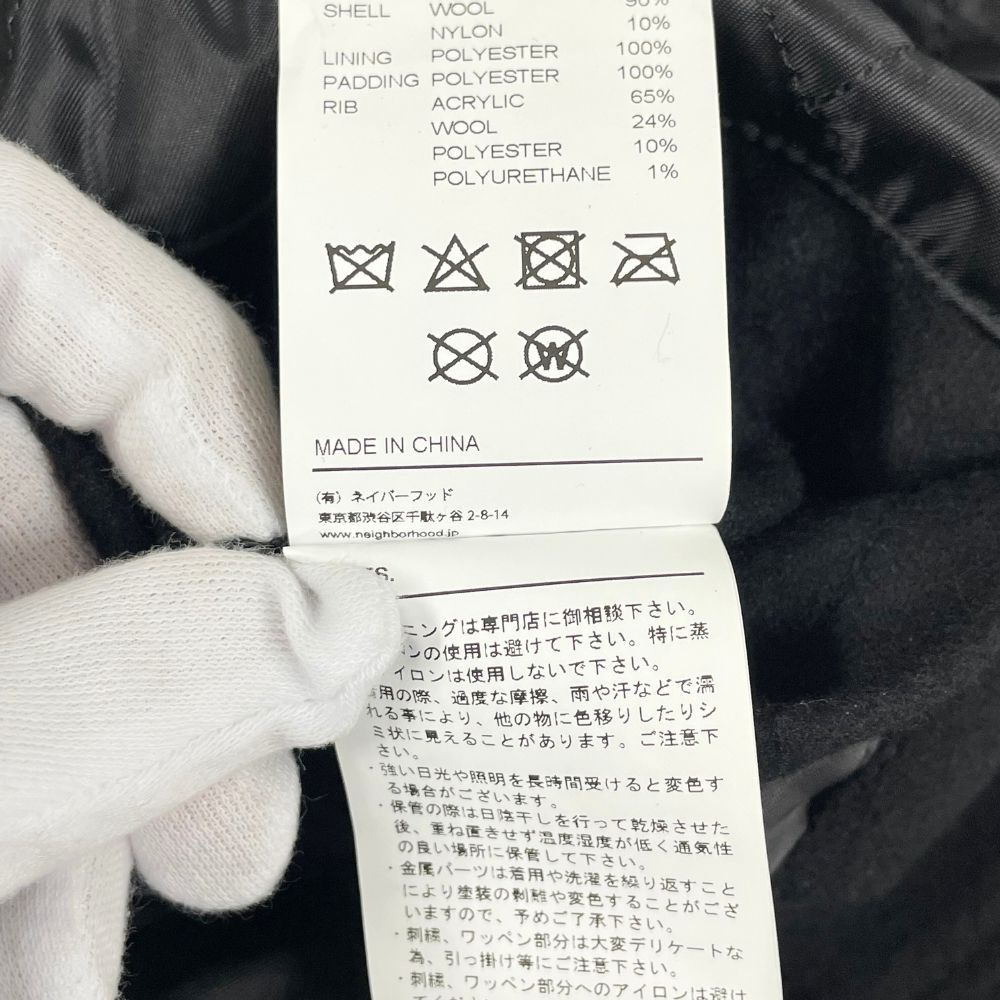 SHELL WOOL 90%
NYLON 10%
LINING POLYESTER 100%
PADDING POLYESTER 100%
RIB ACRYLIC 65%
WOOL 24%
POLYESTER 10%
POLYURETHANE 1%
W
MADE IN CHINA
(有) ネイバーフッド
東京都渋谷区千駄ヶ谷 2-8-14
www.neighborhood.jp
ニングは専門店に御相談下さい。
ンの使用は避けて下さい。特に蒸
イロンは使用しないで下さい。
用の際、過度な摩擦、雨や汗などで濡
れる事により、他の物に色移りしたりシ
ミ状に見えることがあります。ご注意下
さい。
・強い日光や照明を長時間受けると変色す
る場合がございます。
・保管の際は日陰干しを行って乾燥させた
後、重ね置きせず温度湿度が低く通気性
の良い場所に保管して下さい。
・金属パーツは着用や洗濯を繰り返すこと
により塗装の剥離や変色することがござ
いますので、予めご了承下さい。
・刺繍、ワッペン部分は大変デリケートな
為、引っ掛け等にご注意下さい。
・刺繍、ワッペン部分へのアイロンは避け